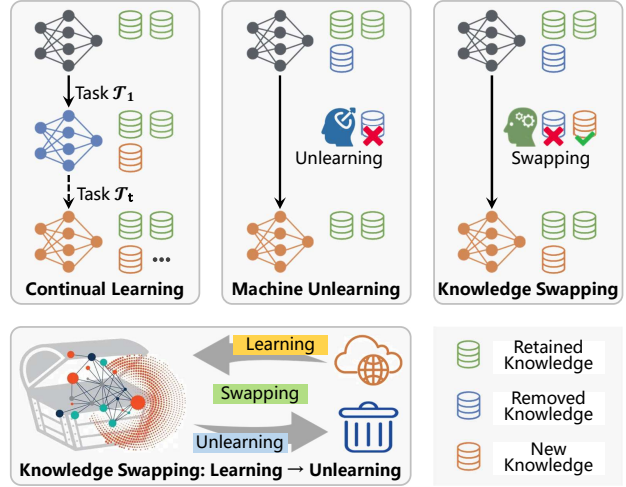 Task 𝒯₁
Task 𝒯ₜ
...
Continual Learning
Unlearning
Machine Unlearning
Swapping
Knowledge Swapping
Learning
Swapping
Unlearning
Knowledge Swapping: Learning → Unlearning
Retained
Knowledge
Removed
Knowledge
New
Knowledge